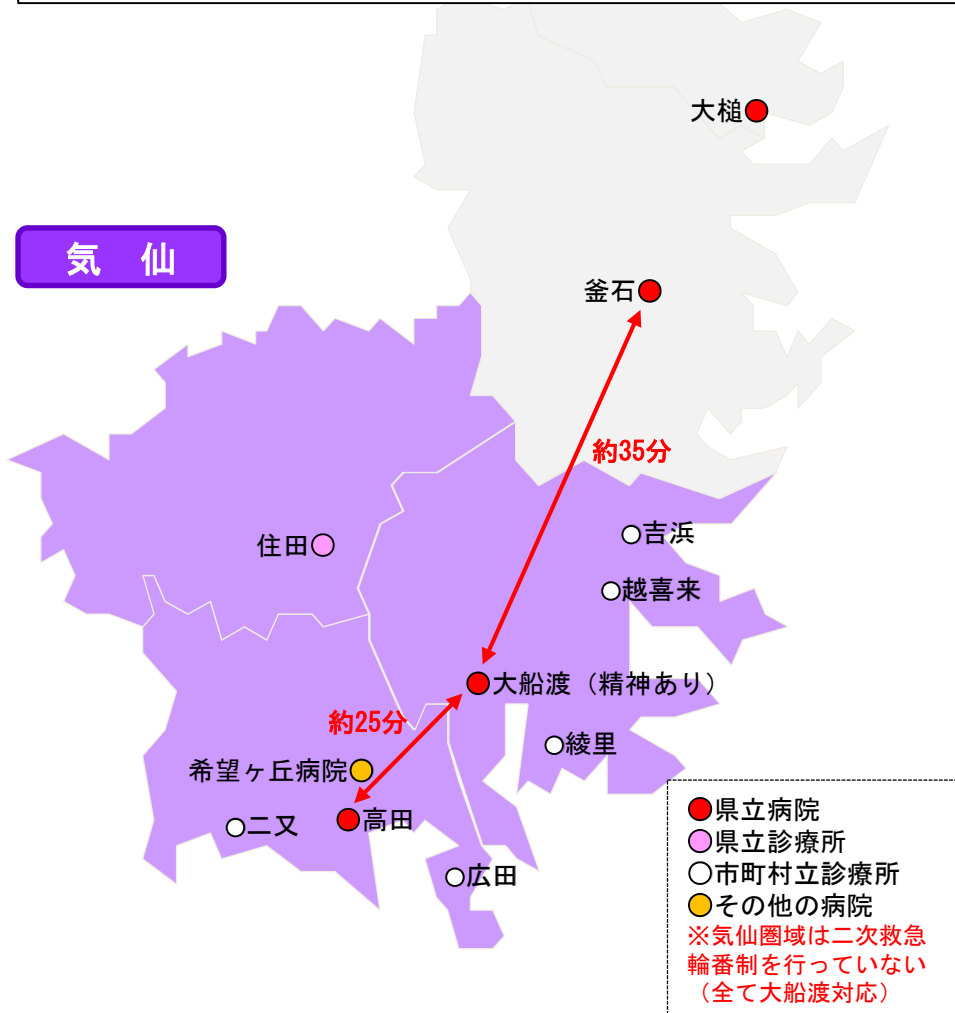 大槌
気　仙
釜石
約35分
吉浜
住田
越喜来
大船渡（精神あり）
約25分
綾里
希望ヶ丘病院
二又
高田
広田
県立病院
県立診療所
市町村立診療所
その他の病院
※気仙圏域は二次救急
輪番制を行っていない
（全て大船渡対応）